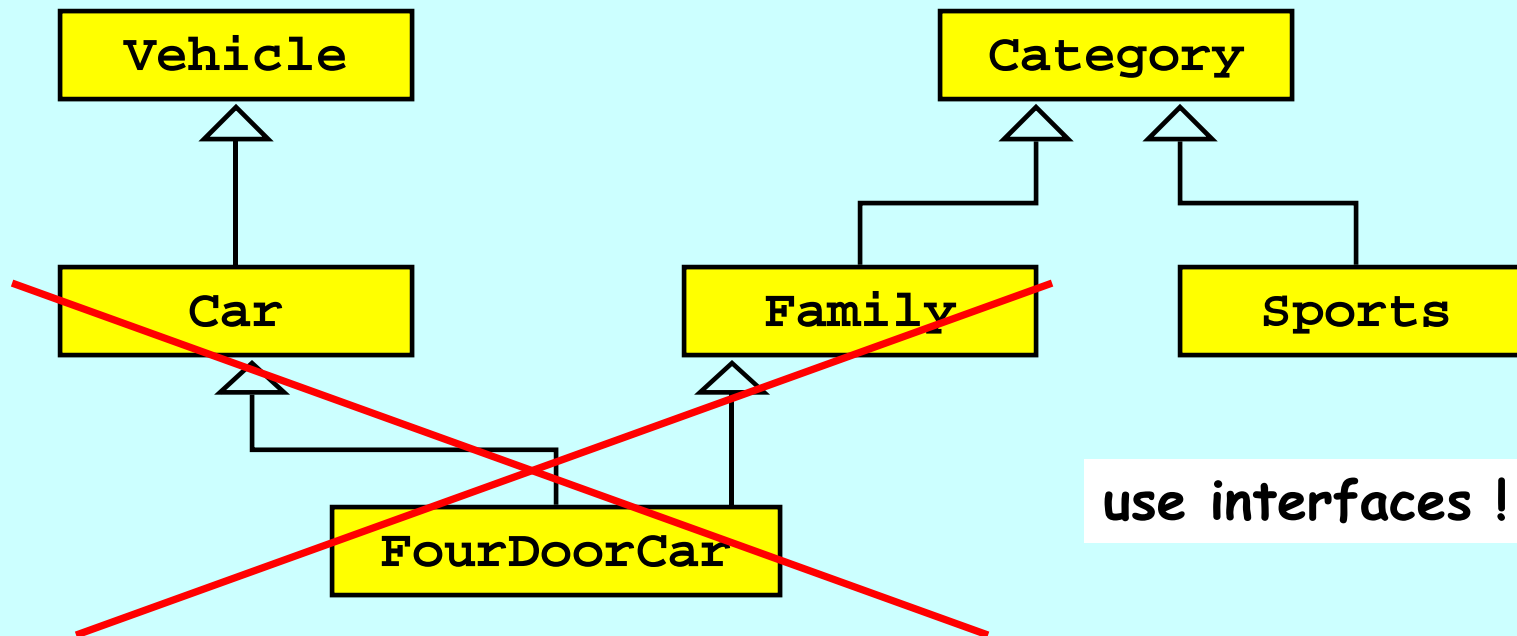 Vehicle
Category
Car
Family
Sports
use interfaces !
FourDoorCar